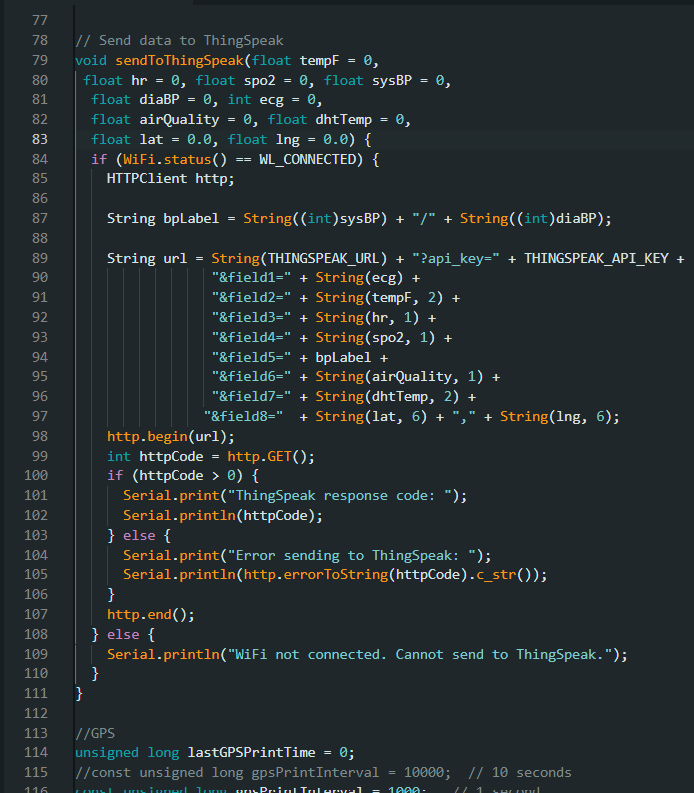 77
78 // Send data to ThingSpeak
79 void sendToThingSpeak(float tempF = 0,
80 float hr = 0, float spo2 = 0, float sysBP = 0,
81 float diaBP = 0, int ecg = 0,
82 float airQuality = 0, float dhtTemp = 0,
83 float lat = 0.0, float lng = 0.0) {
84 if (WiFi.status() == WL_CONNECTED) {
85 HTTPClient http;
86
87 String bpLabel = String((int)sysBP) + "/" + String((int)diaBP);
88
89 String url = String(THINGSPEAK_URL) + "?api_key=" + THINGSPEAK_API_KEY +
90 "&field1=" + String(ecg) +
91 "&field2=" + String(tempF, 2) +
92 "&field3=" + String(hr, 1) +
93 "&field4=" + String(spo2, 1) +
94 "&field5=" + bpLabel +
95 "&field6=" + String(airQuality, 1) +
96 "&field7=" + String(dhtTemp, 2) +
97 "&field8=" + String(lat, 6) + "," + String(lng, 6);
98 http.begin(url);
99 int httpCode = http.GET();
100 if (httpCode > 0) {
101 Serial.print("ThingSpeak response code: ");
102 Serial.println(httpCode);
103 } else {
104 Serial.print("Error sending to ThingSpeak: ");
105 Serial.println(http.errorToString(httpCode).c_str());
106 }
107 http.end();
108 } else {
109 Serial.println("WiFi not connected. Cannot send to ThingSpeak.");
110 }
111 }
112
113 //GPS
114 unsigned long lastGPSPrintTime = 0;
115 //const unsigned long gpsPrintInterval = 10000; // 10 seconds
116 const unsigned long gpsPrintInterval = 1000; // 1 second